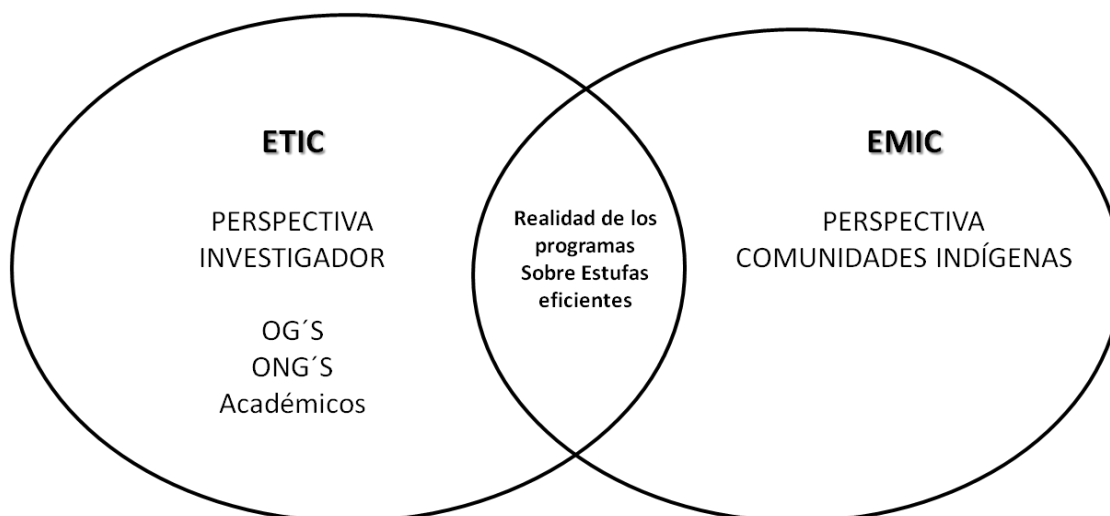 ETIC
PERSPECTIVA
INVESTIGADOR
OG´S
ONG´S
Académicos
Realidad de los
programas
Sobre Estufas
eficientes
EMIC
PERSPECTIVA
COMUNIDADES INDÍGENAS